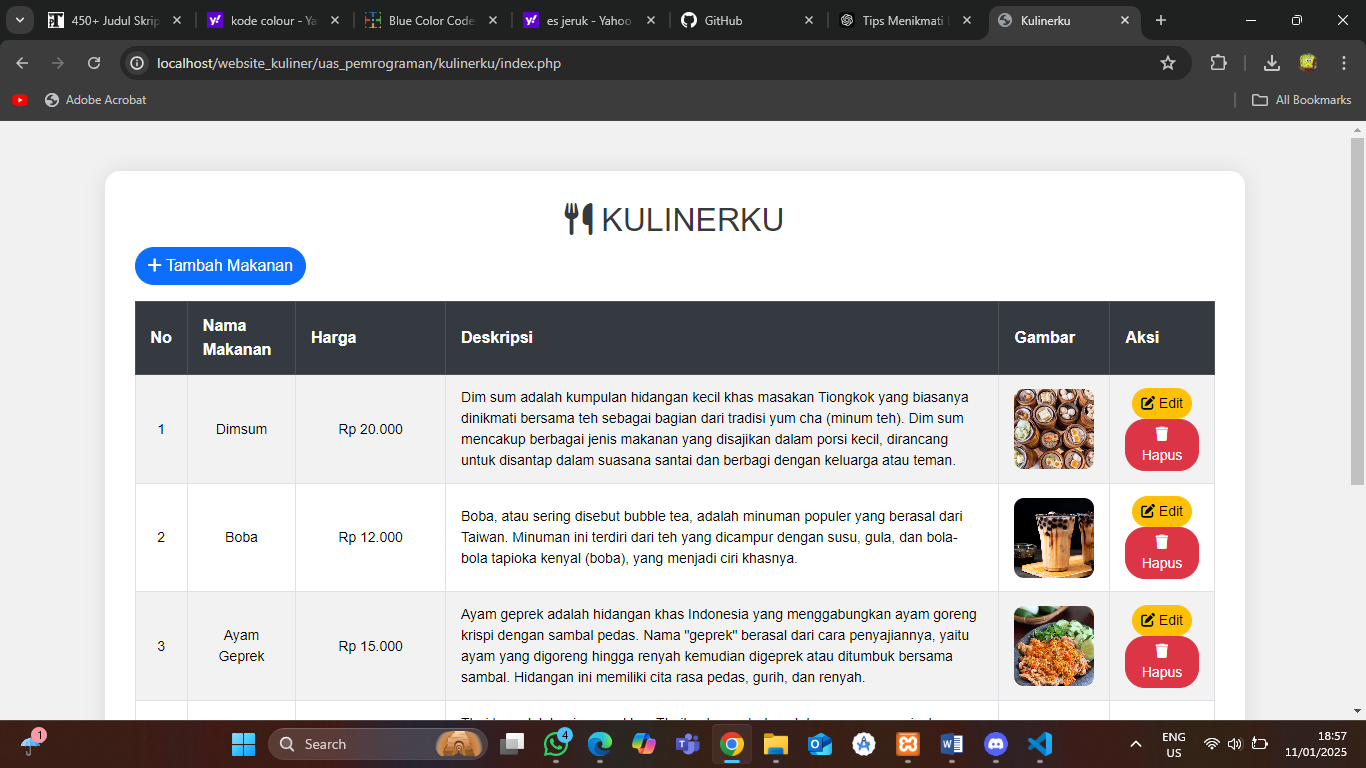 450+ Judul Skrip
kode colour - Ya
Blue Color Code
es jeruk - Yahoo
GitHub
Tips Menikmati
Kulinerku
localhost/website_kuliner/uas_pemrograman/kulinerku/index.php
Adobe Acrobat
All Bookmarks
KULINERKU
+ Tambah Makanan
No
Nama
Makanan
Harga
Deskripsi
Gambar
Aksi
1
Dimsum
Rp 20.000
Dim sum adalah kumpulan hidangan kecil khas masakan Tiongkok yang biasanya
dinikmati bersama teh sebagai bagian dari tradisi yum cha (minum teh). Dim sum
mencakup berbagai jenis makanan yang disajikan dalam porsi kecil, dirancang
untuk disantap dalam suasana santai dan berbagi dengan keluarga atau teman.
Edit
Hapus
2
Boba
Rp 12.000
Boba, atau sering disebut bubble tea, adalah minuman populer yang berasal dari
Taiwan. Minuman ini terdiri dari teh yang dicampur dengan susu, gula, dan bola-
bola tapioka kenyal (boba), yang menjadi ciri khasnya.
Edit
Hapus
3
Ayam
Geprek
Rp 15.000
Ayam geprek adalah hidangan khas Indonesia yang menggabungkan ayam goreng
krispi dengan sambal pedas. Nama "geprek" berasal dari cara penyajiannya, yaitu
ayam yang digoreng hingga renyah kemudian digeprek atau ditumbuk bersama
sambal. Hidangan ini memiliki cita rasa pedas, gurih, dan renyah.
Edit
Hapus
1
Search
4
ENG
US
18:57
11/01/2025